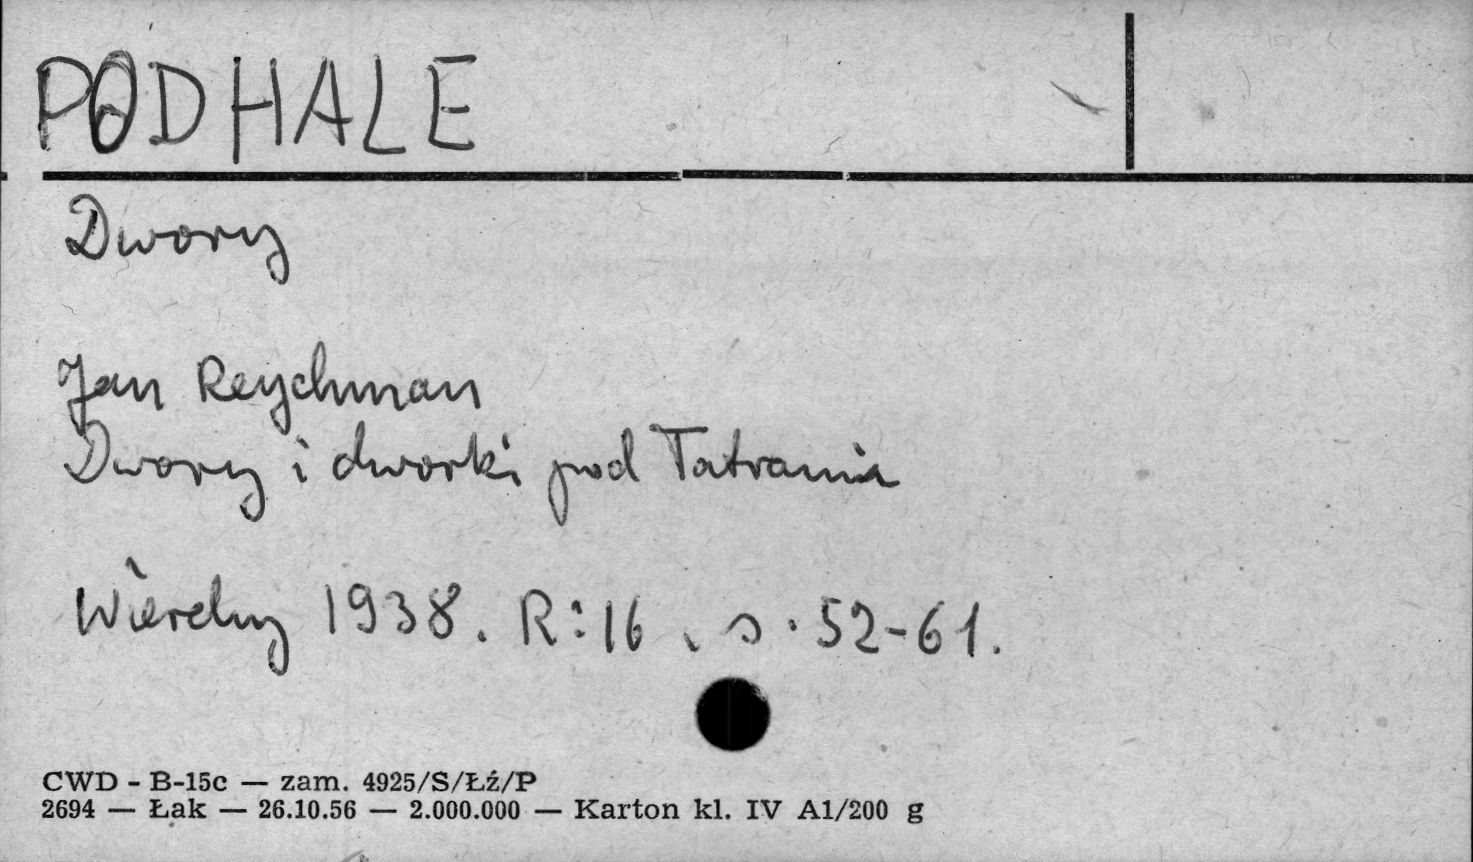 PODHALE
Dwory
Jan Reychman
Dwory i dworki pod Tatrami
Wierchy 1938. R:16, s. 52-61.
CWD - B-15c — zam. 4925/S/Łź/P
2694 — Łak — 26.10.56 — 2.000.000 — Karton kl. IV A1/200 g